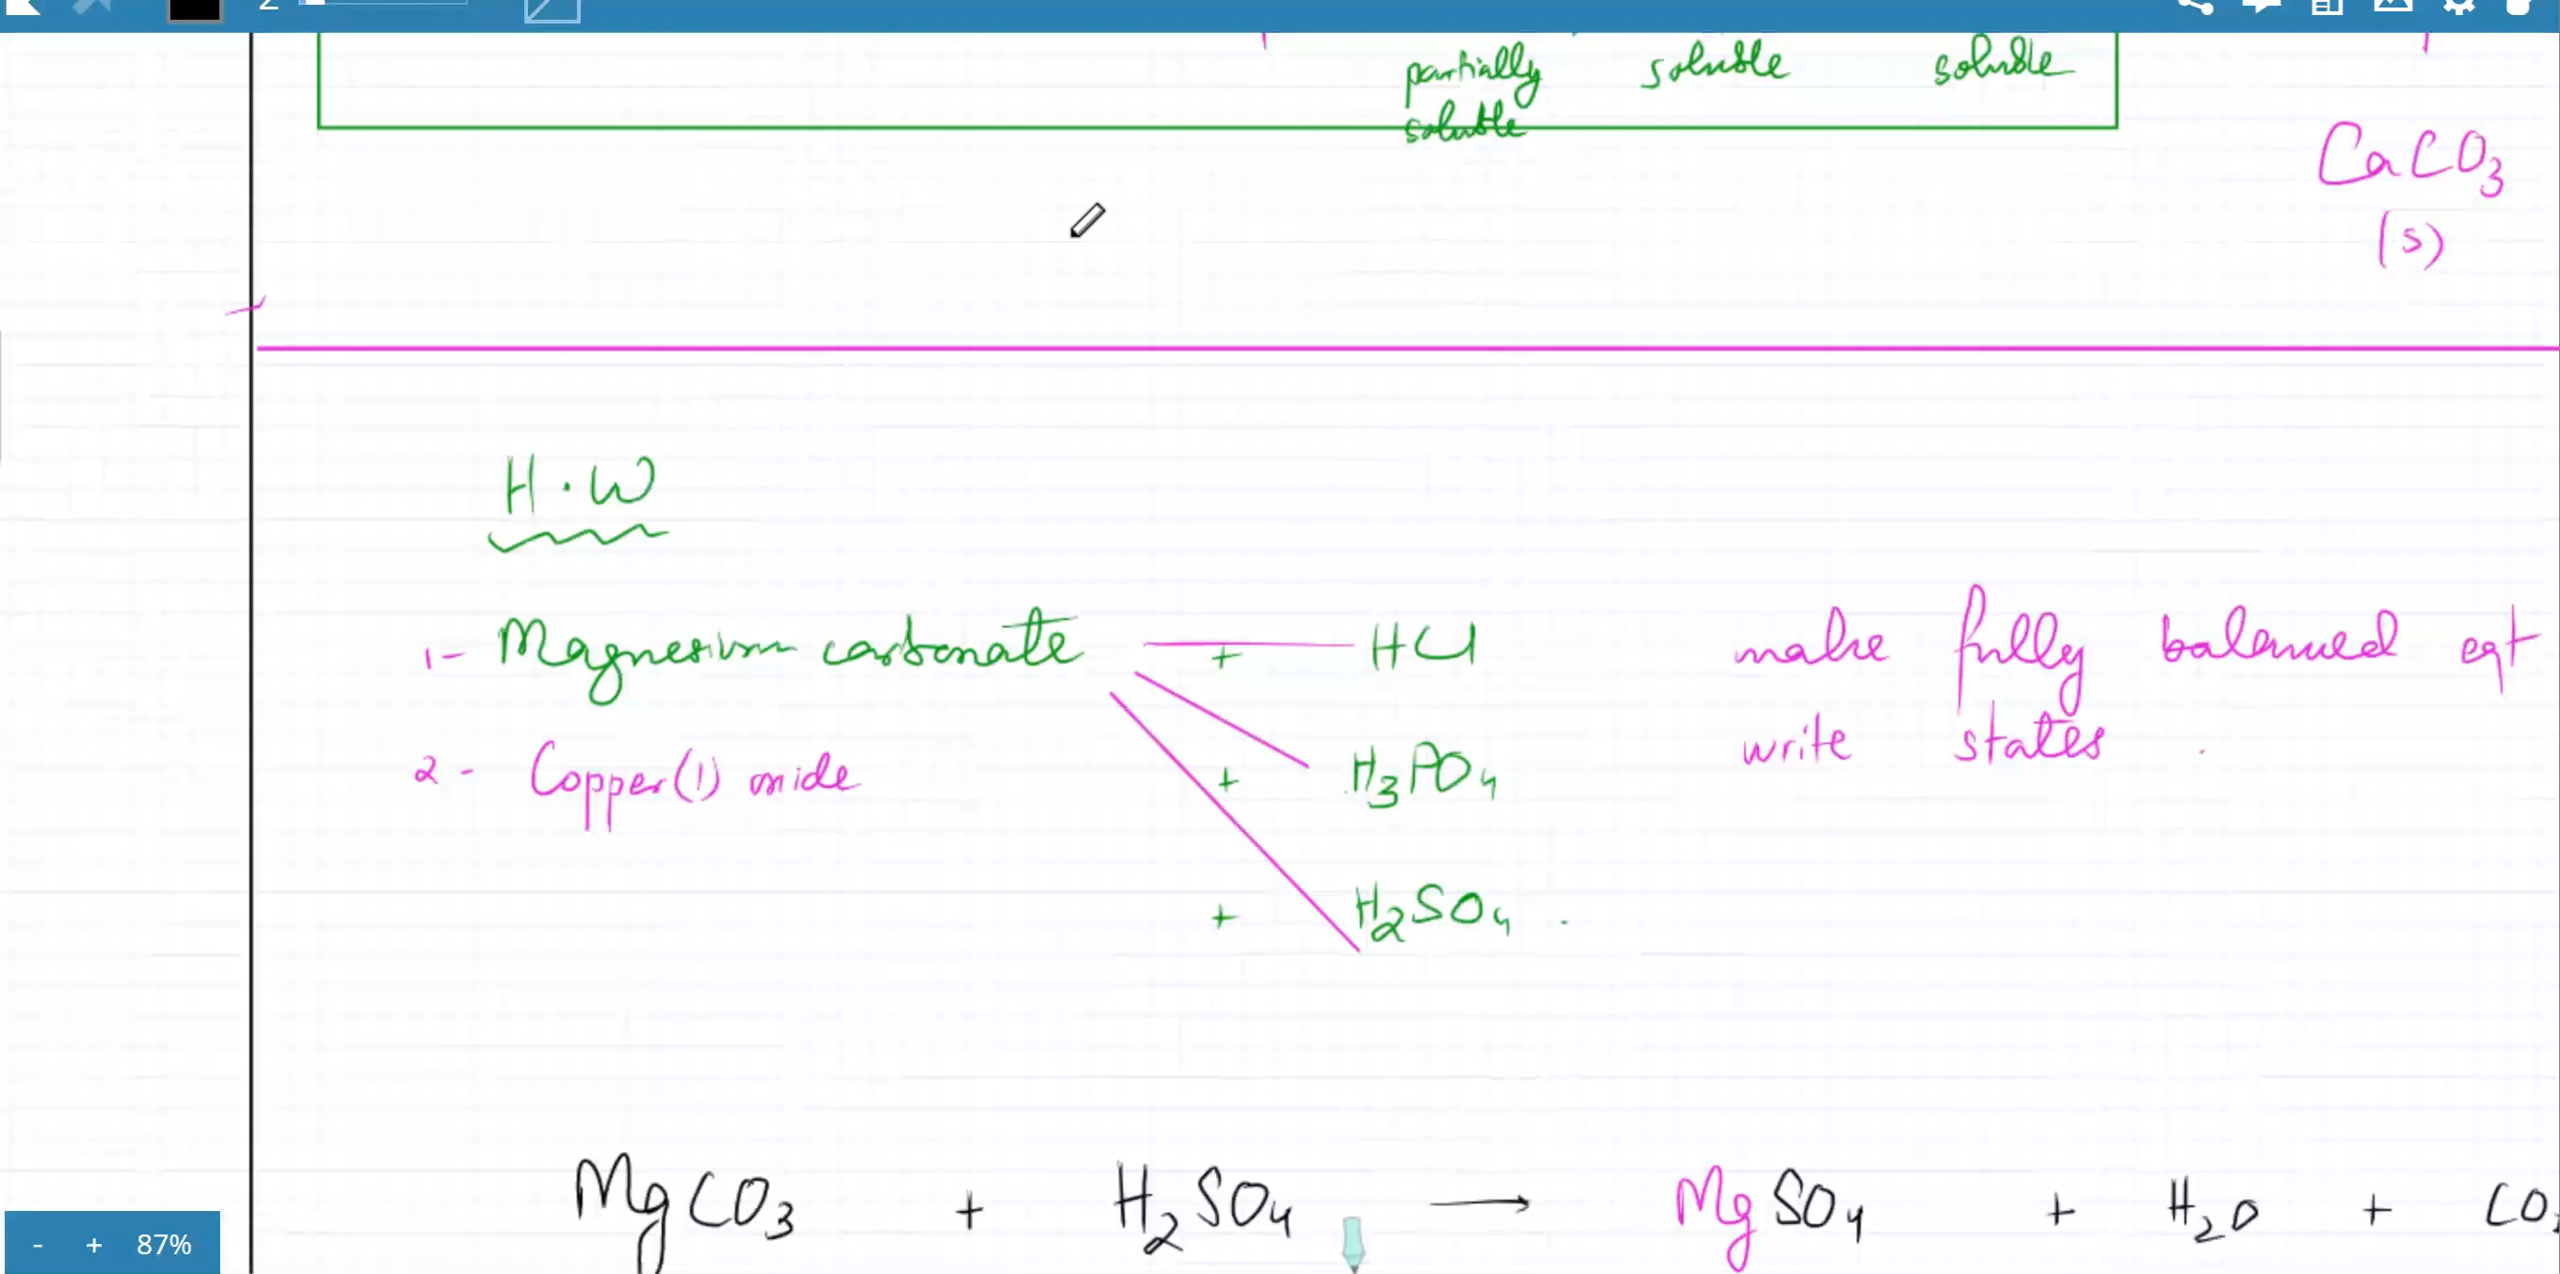 2
partially soluble soluble
soluble
CaCO3
(s)
H.W
1- Magnesium carbonate + HCl make fully balanced eqt
2- Copper(I) oxide + H3PO4 write states.
+ H2SO4.
MgCO3 + H2SO4 → MgSO4 + H2O + CO
- + 87%